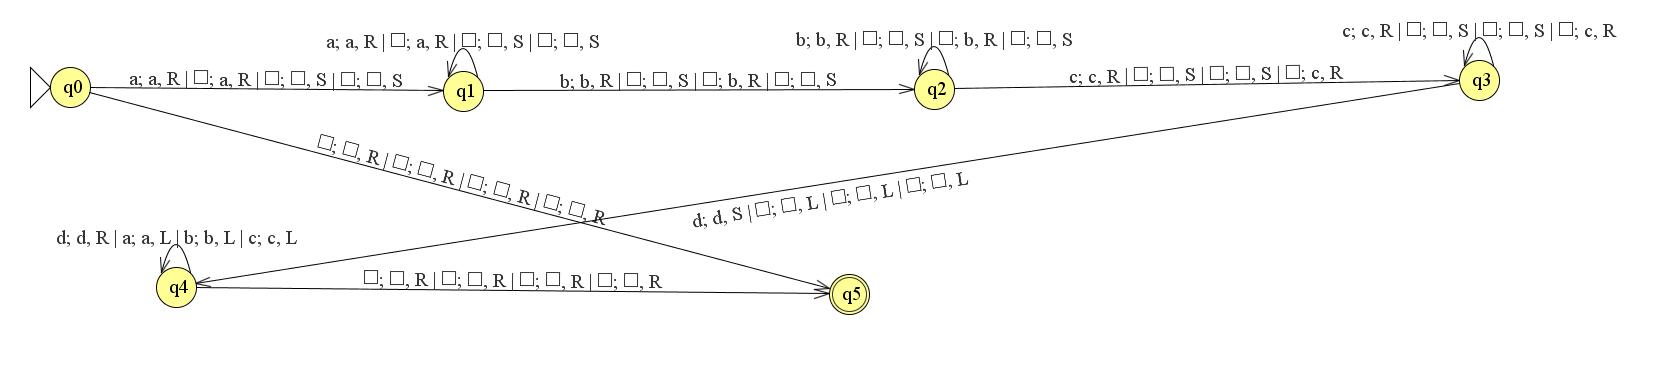 c; c, R | □; □, S | □; □, S | □; c, R
a; a, R | □; a, R | □; □, S | □; □, S
b; b, R | □; □, S | □; b, R | □; □, S
q0
a; a, R | □; a, R | □; □, S | □; □, S
q1
b; b, R | □; □, S | □; b, R | □; □, S
q2
c; c, R | □; □, S | □; □, S | □; c, R
q3
□; □, R | □; □, R | □; □, R | □; □, R
d; d, S | □; □, L | □; □, L | □; □, L
d; d, R | a; a, L | b; b, L | c; c, L
q4
□; □, R | □; □, R | □; □, R | □; □, R
q5